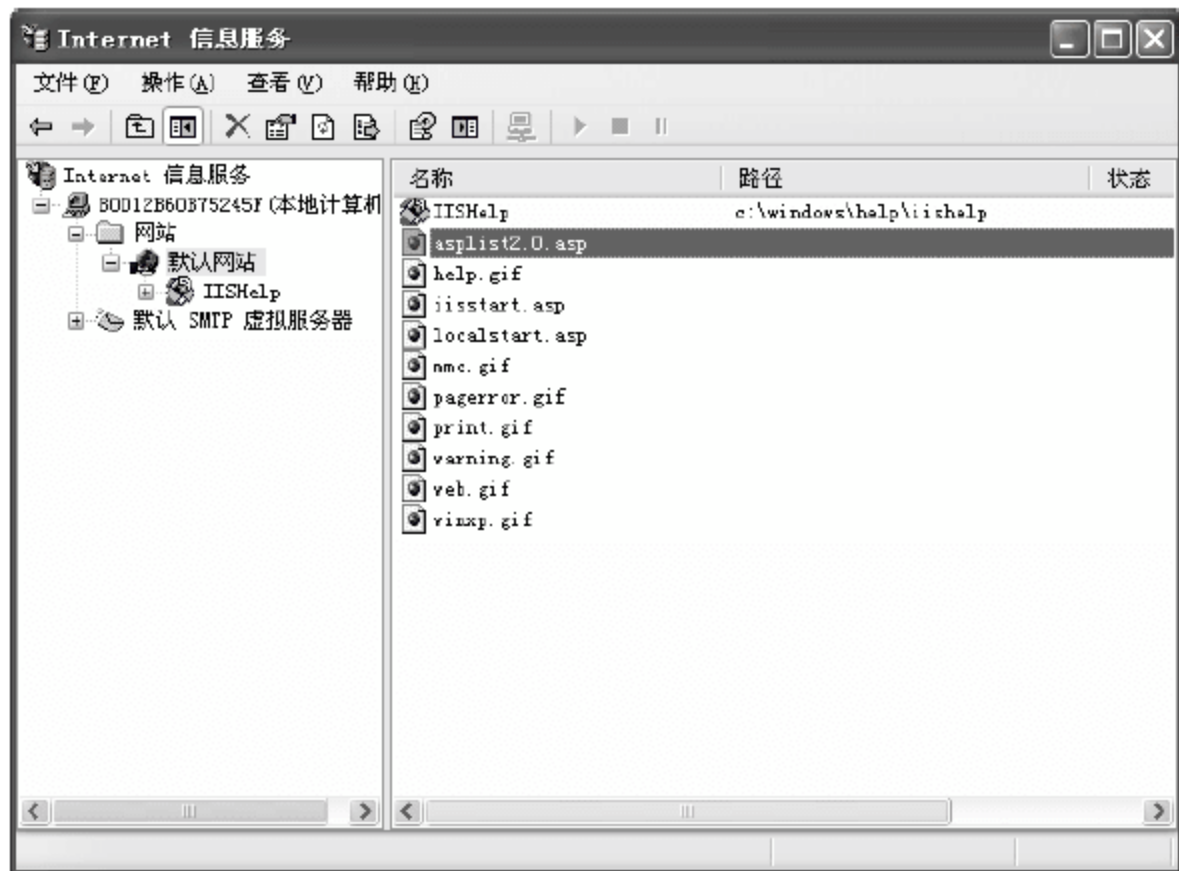 Internet 信息服务
文件(F) 操作(A) 查看(V) 帮助(H)
Internet 信息服务
B0D12B60B75245F(本地计算机
网站
默认网站
IISHelp
默认 SMTP 虚拟服务器
名称 路径 状态
IISHelp c:\windows\help\iishelp
asplist2.0.asp
help.gif
iisstart.asp
localstart.asp
mmc.gif
pagerror.gif
print.gif
warning.gif
web.gif
winxp.gif